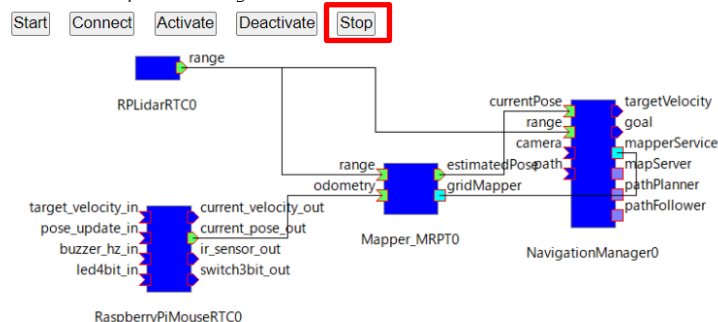 Start Connect Activate Deactivate Stop
range
RPLidarRTC0
currentPose
range
camera
path
targetVelocity
goal
mapperService
mapServer
pathPlanner
pathFollower
NavigationManager0
range
odometry
estimatedPose
gridMapper
Mapper_MRPT0
target_velocity_in
pose_update_in
buzzer_hz_in
led4bit_in
current_velocity_out
current_pose_out
ir_sensor_out
switch3bit_out
RaspberryPiMouseRTC0